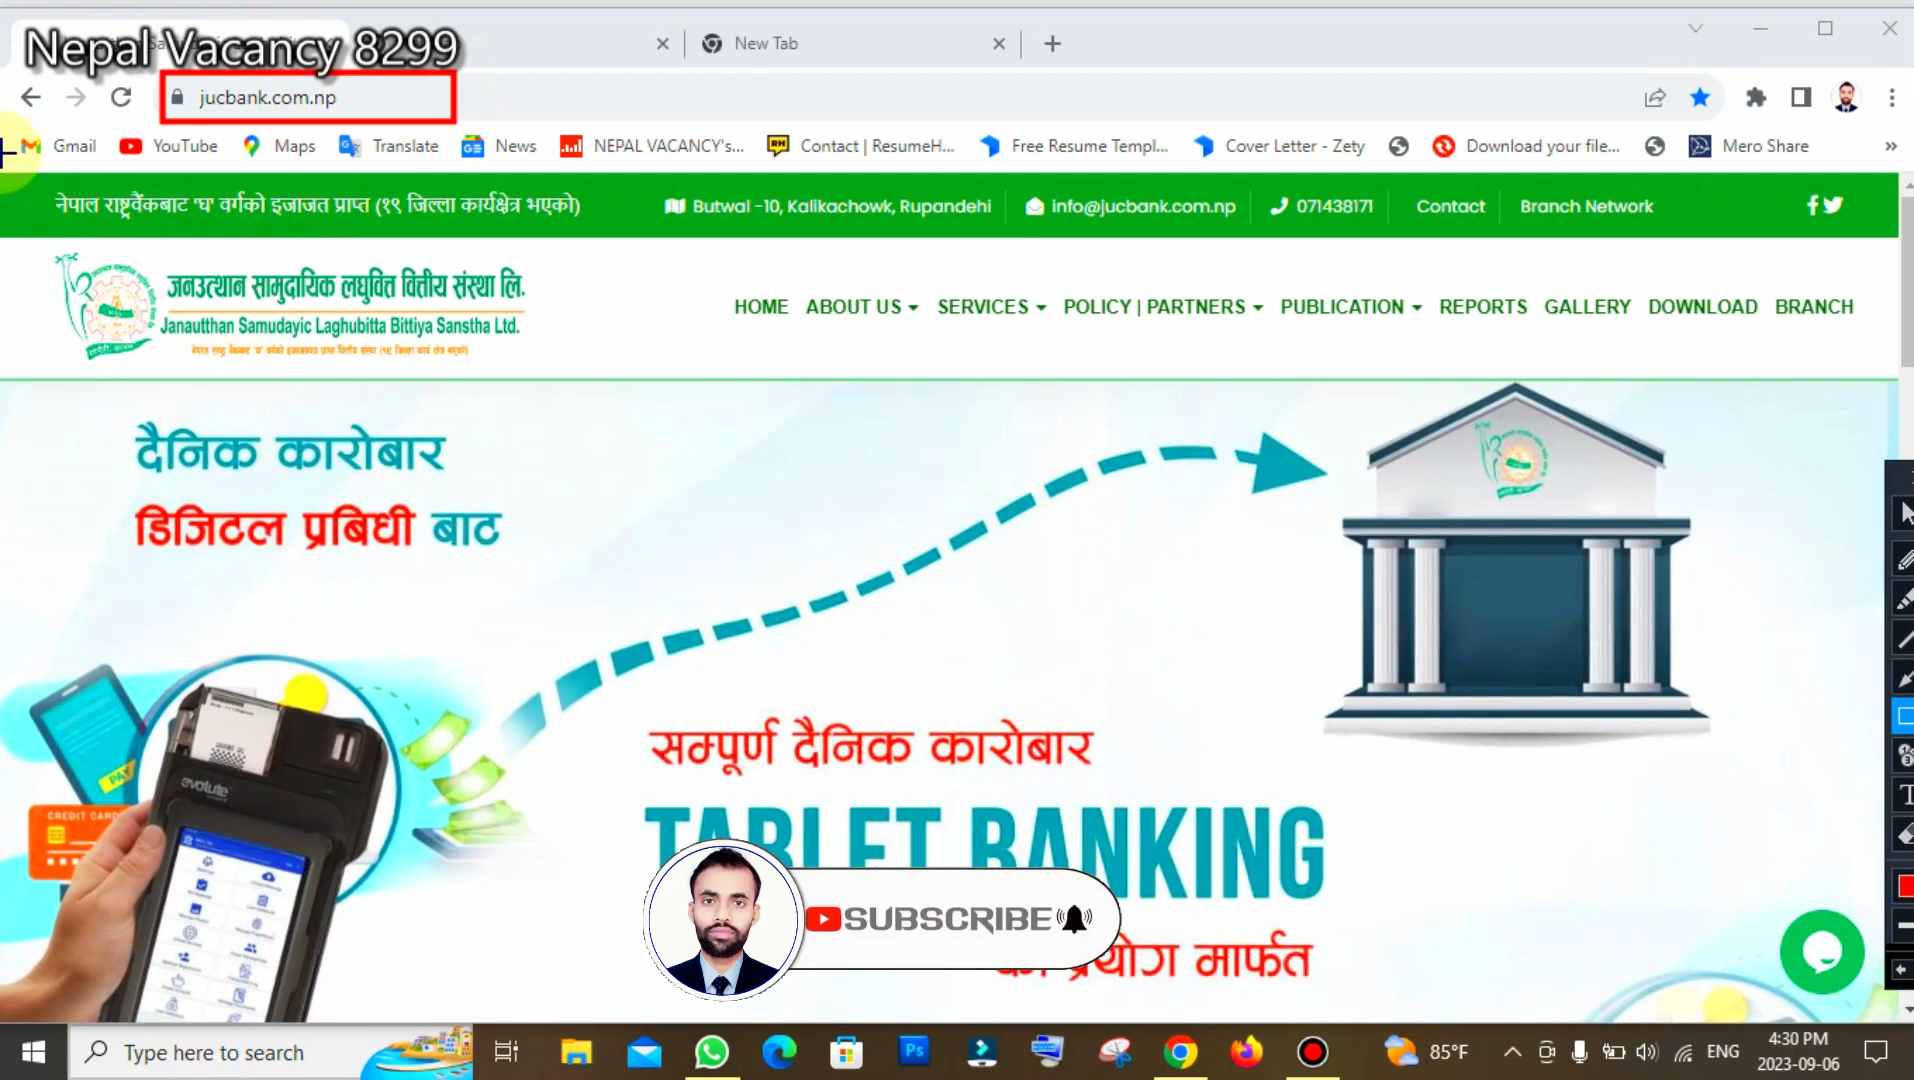 Nepal Vacancy 8299
New Tab
jucbank.com.np
Gmail YouTube Maps Translate News NEPAL VACANCY's... Contact | ResumeH... Free Resume Templ... Cover Letter - Zety Download your file... Mero Share »
नेपाल राष्ट्रबैंकबाट 'घ' वर्गको इजाजत प्राप्त (१९ जिल्ला कार्यक्षेत्र भएको) Butwal -10, Kalikachowk, Rupandehi info@jucbank.com.np 071438171 Contact Branch Network
जनउत्थान सामुदायिक लघुवित्त वित्तीय संस्था लि.
Janautthan Samudayic Laghubitta Bittiya Sanstha Ltd.
HOME ABOUT US SERVICES POLICY | PARTNERS PUBLICATION REPORTS GALLERY DOWNLOAD BRANCH
दैनिक कारोबार
डिजिटल प्रबिधी बाट
सम्पूर्ण दैनिक कारोबार
TABLET BANKING
मार्फत
evolute
PAY
CREDIT CARD
SUBSCRIBE
Type here to search
Ps
85°F
ENG
4:30 PM
2023-09-06